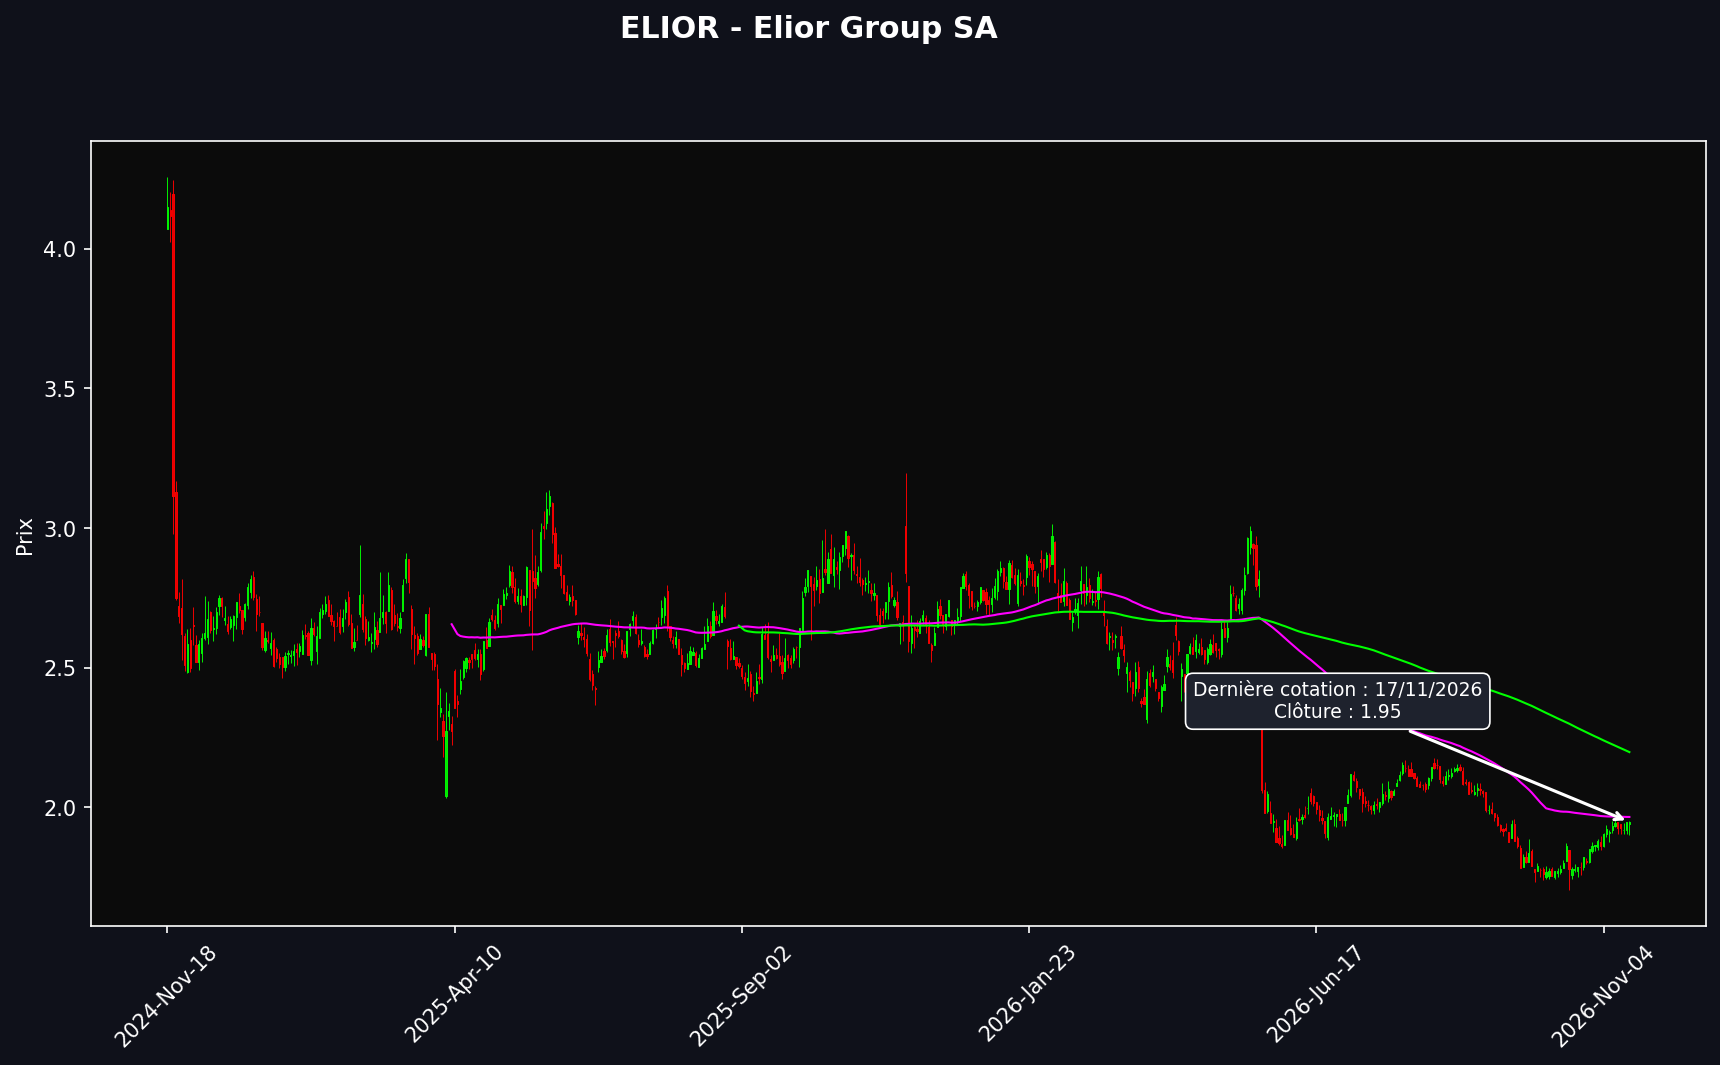 ELIOR - Elior Group SA
Prix
4.0
3.5
3.0
2.5
2.0
Dernière cotation : 17/11/2026
Clôture : 1.95
2024-Nov-18
2025-Apr-10
2025-Sep-02
2026-Jan-23
2026-Jun-17
2026-Nov-04